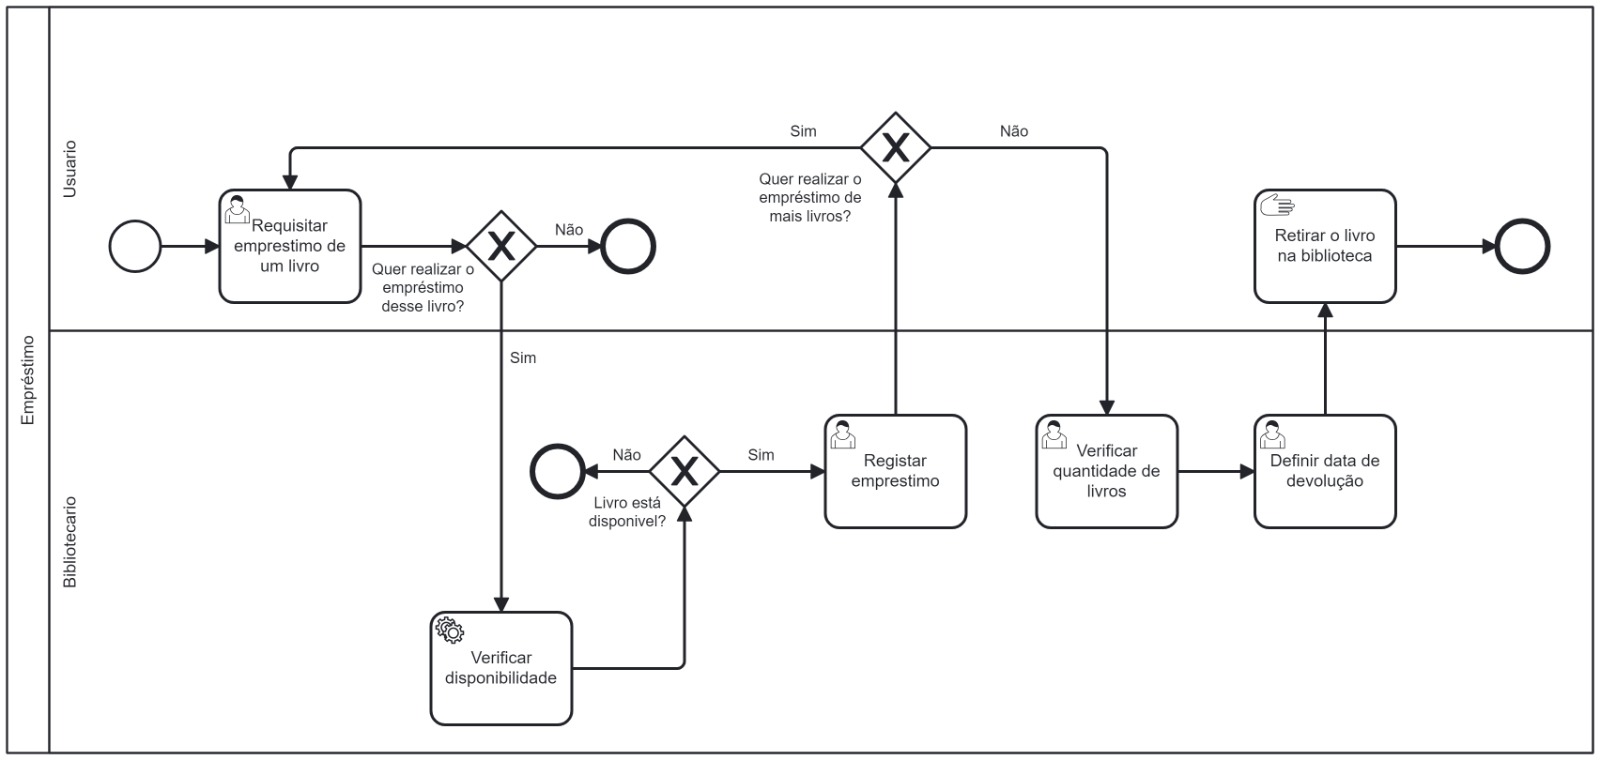 Empréstimo
Usuario
Requisitar
emprestimo de
um livro
Quer realizar o
empréstimo
desse livro?
Não
Sim
Sim
Quer realizar o
empréstimo de
mais livros?
Não
Retirar o livro
na biblioteca
Bibliotecario
Verificar
disponibilidade
Não
Livro está
disponivel?
Sim
Registar
emprestimo
Verificar
quantidade de
livros
Definir data de
devolução